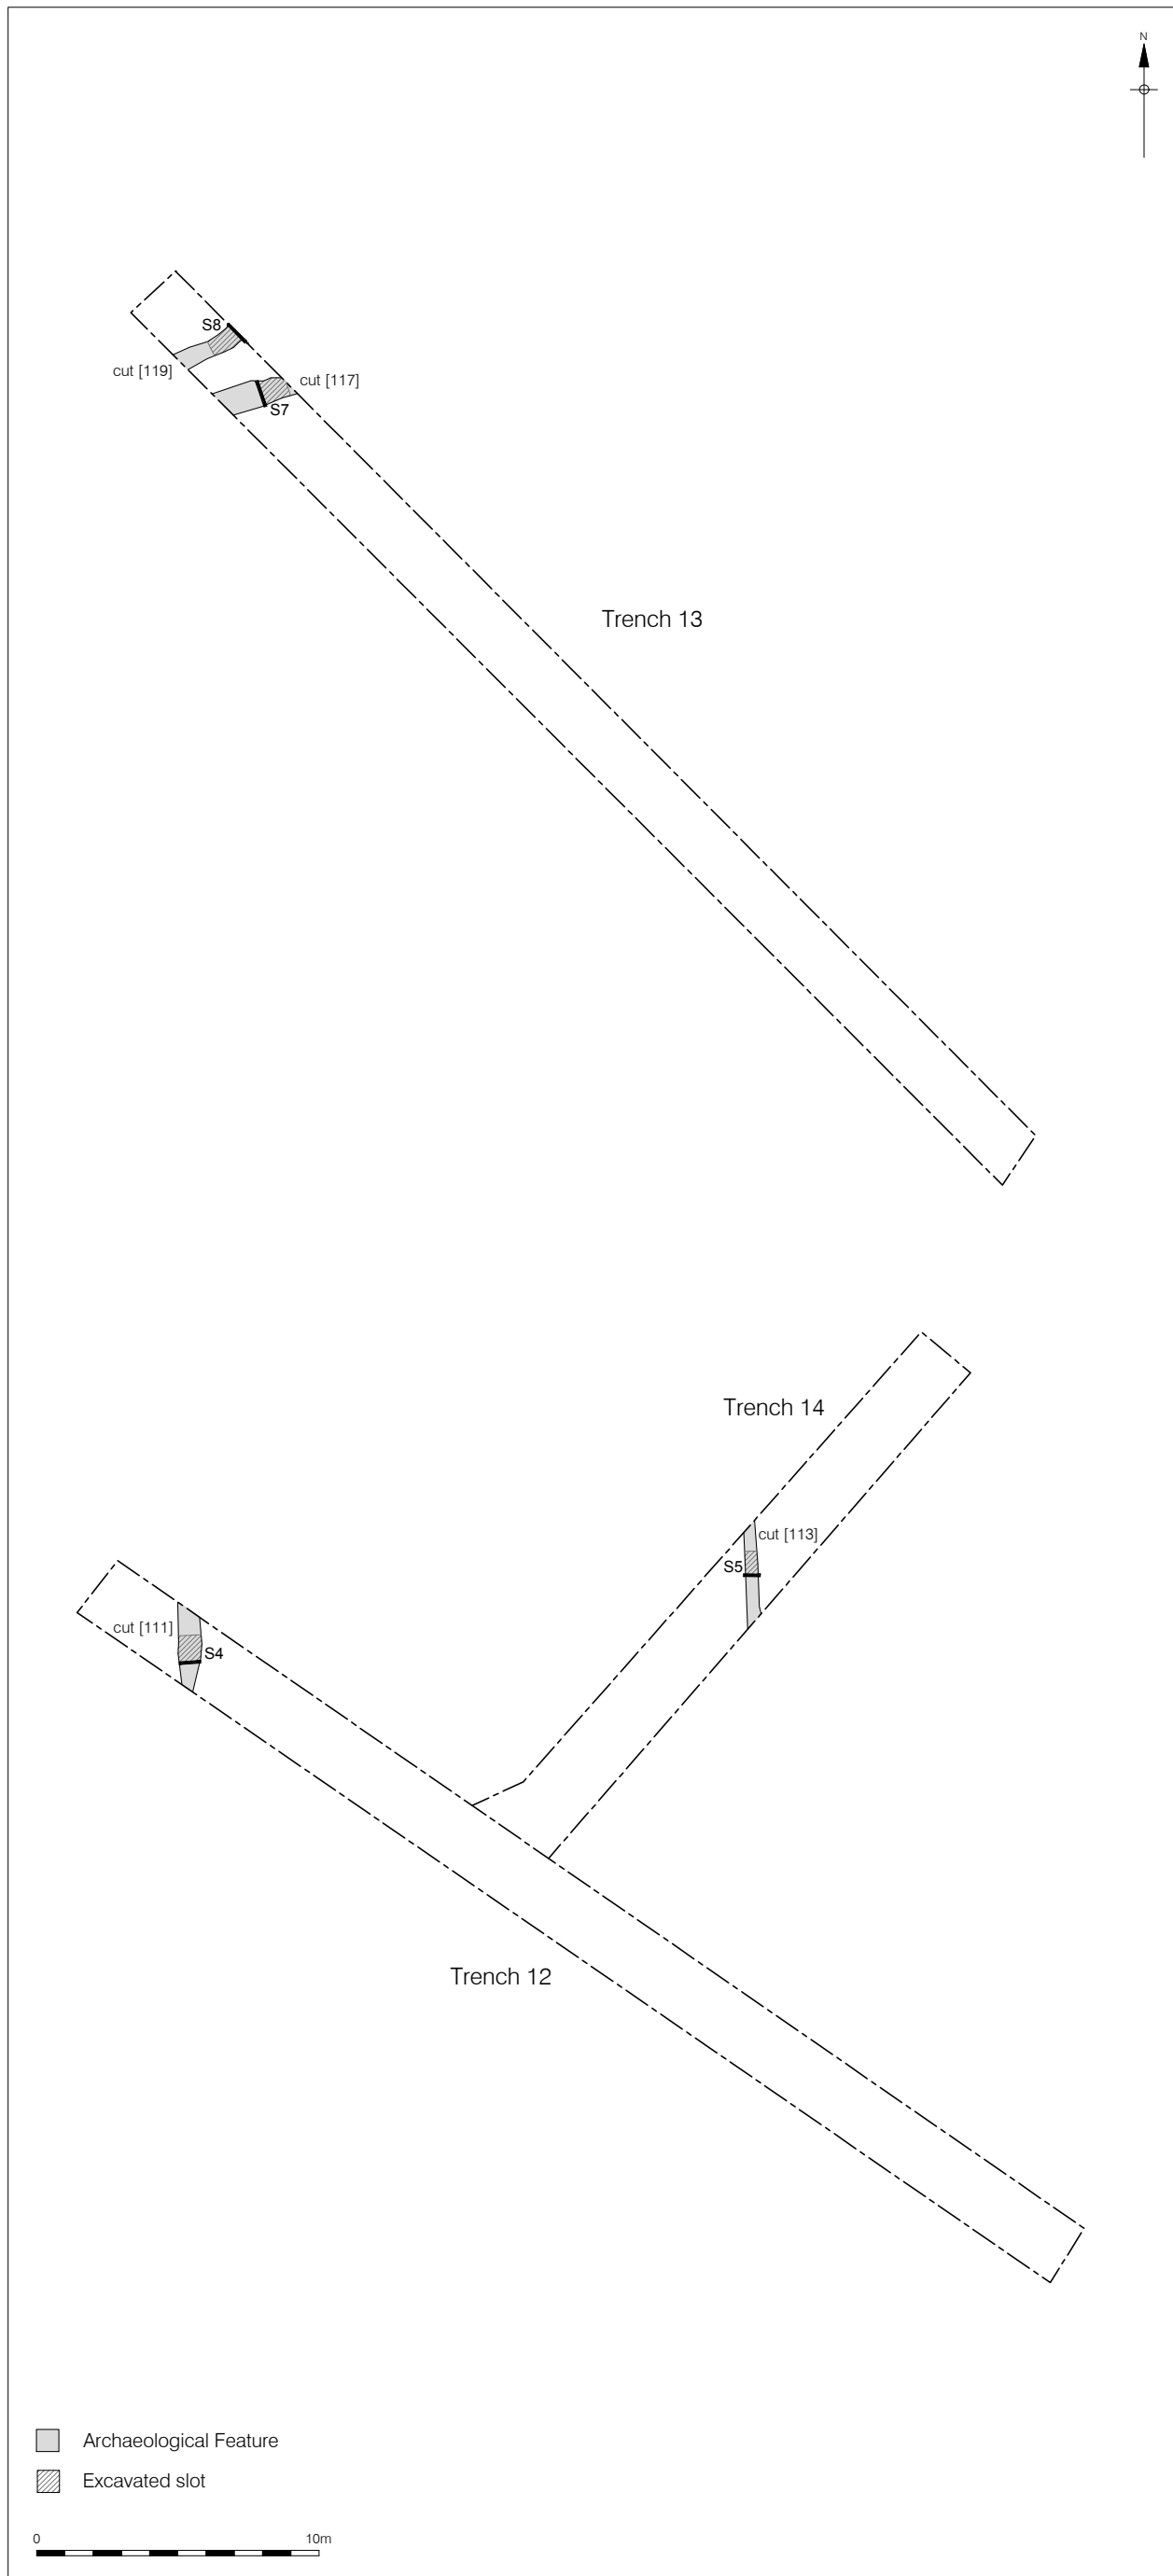 N
S8
cut [119]
cut [117]
S7
Trench 13
Trench 14
cut [113]
S5
cut [111]
S4
Trench 12
Archaeological Feature
Excavated slot
0 10m